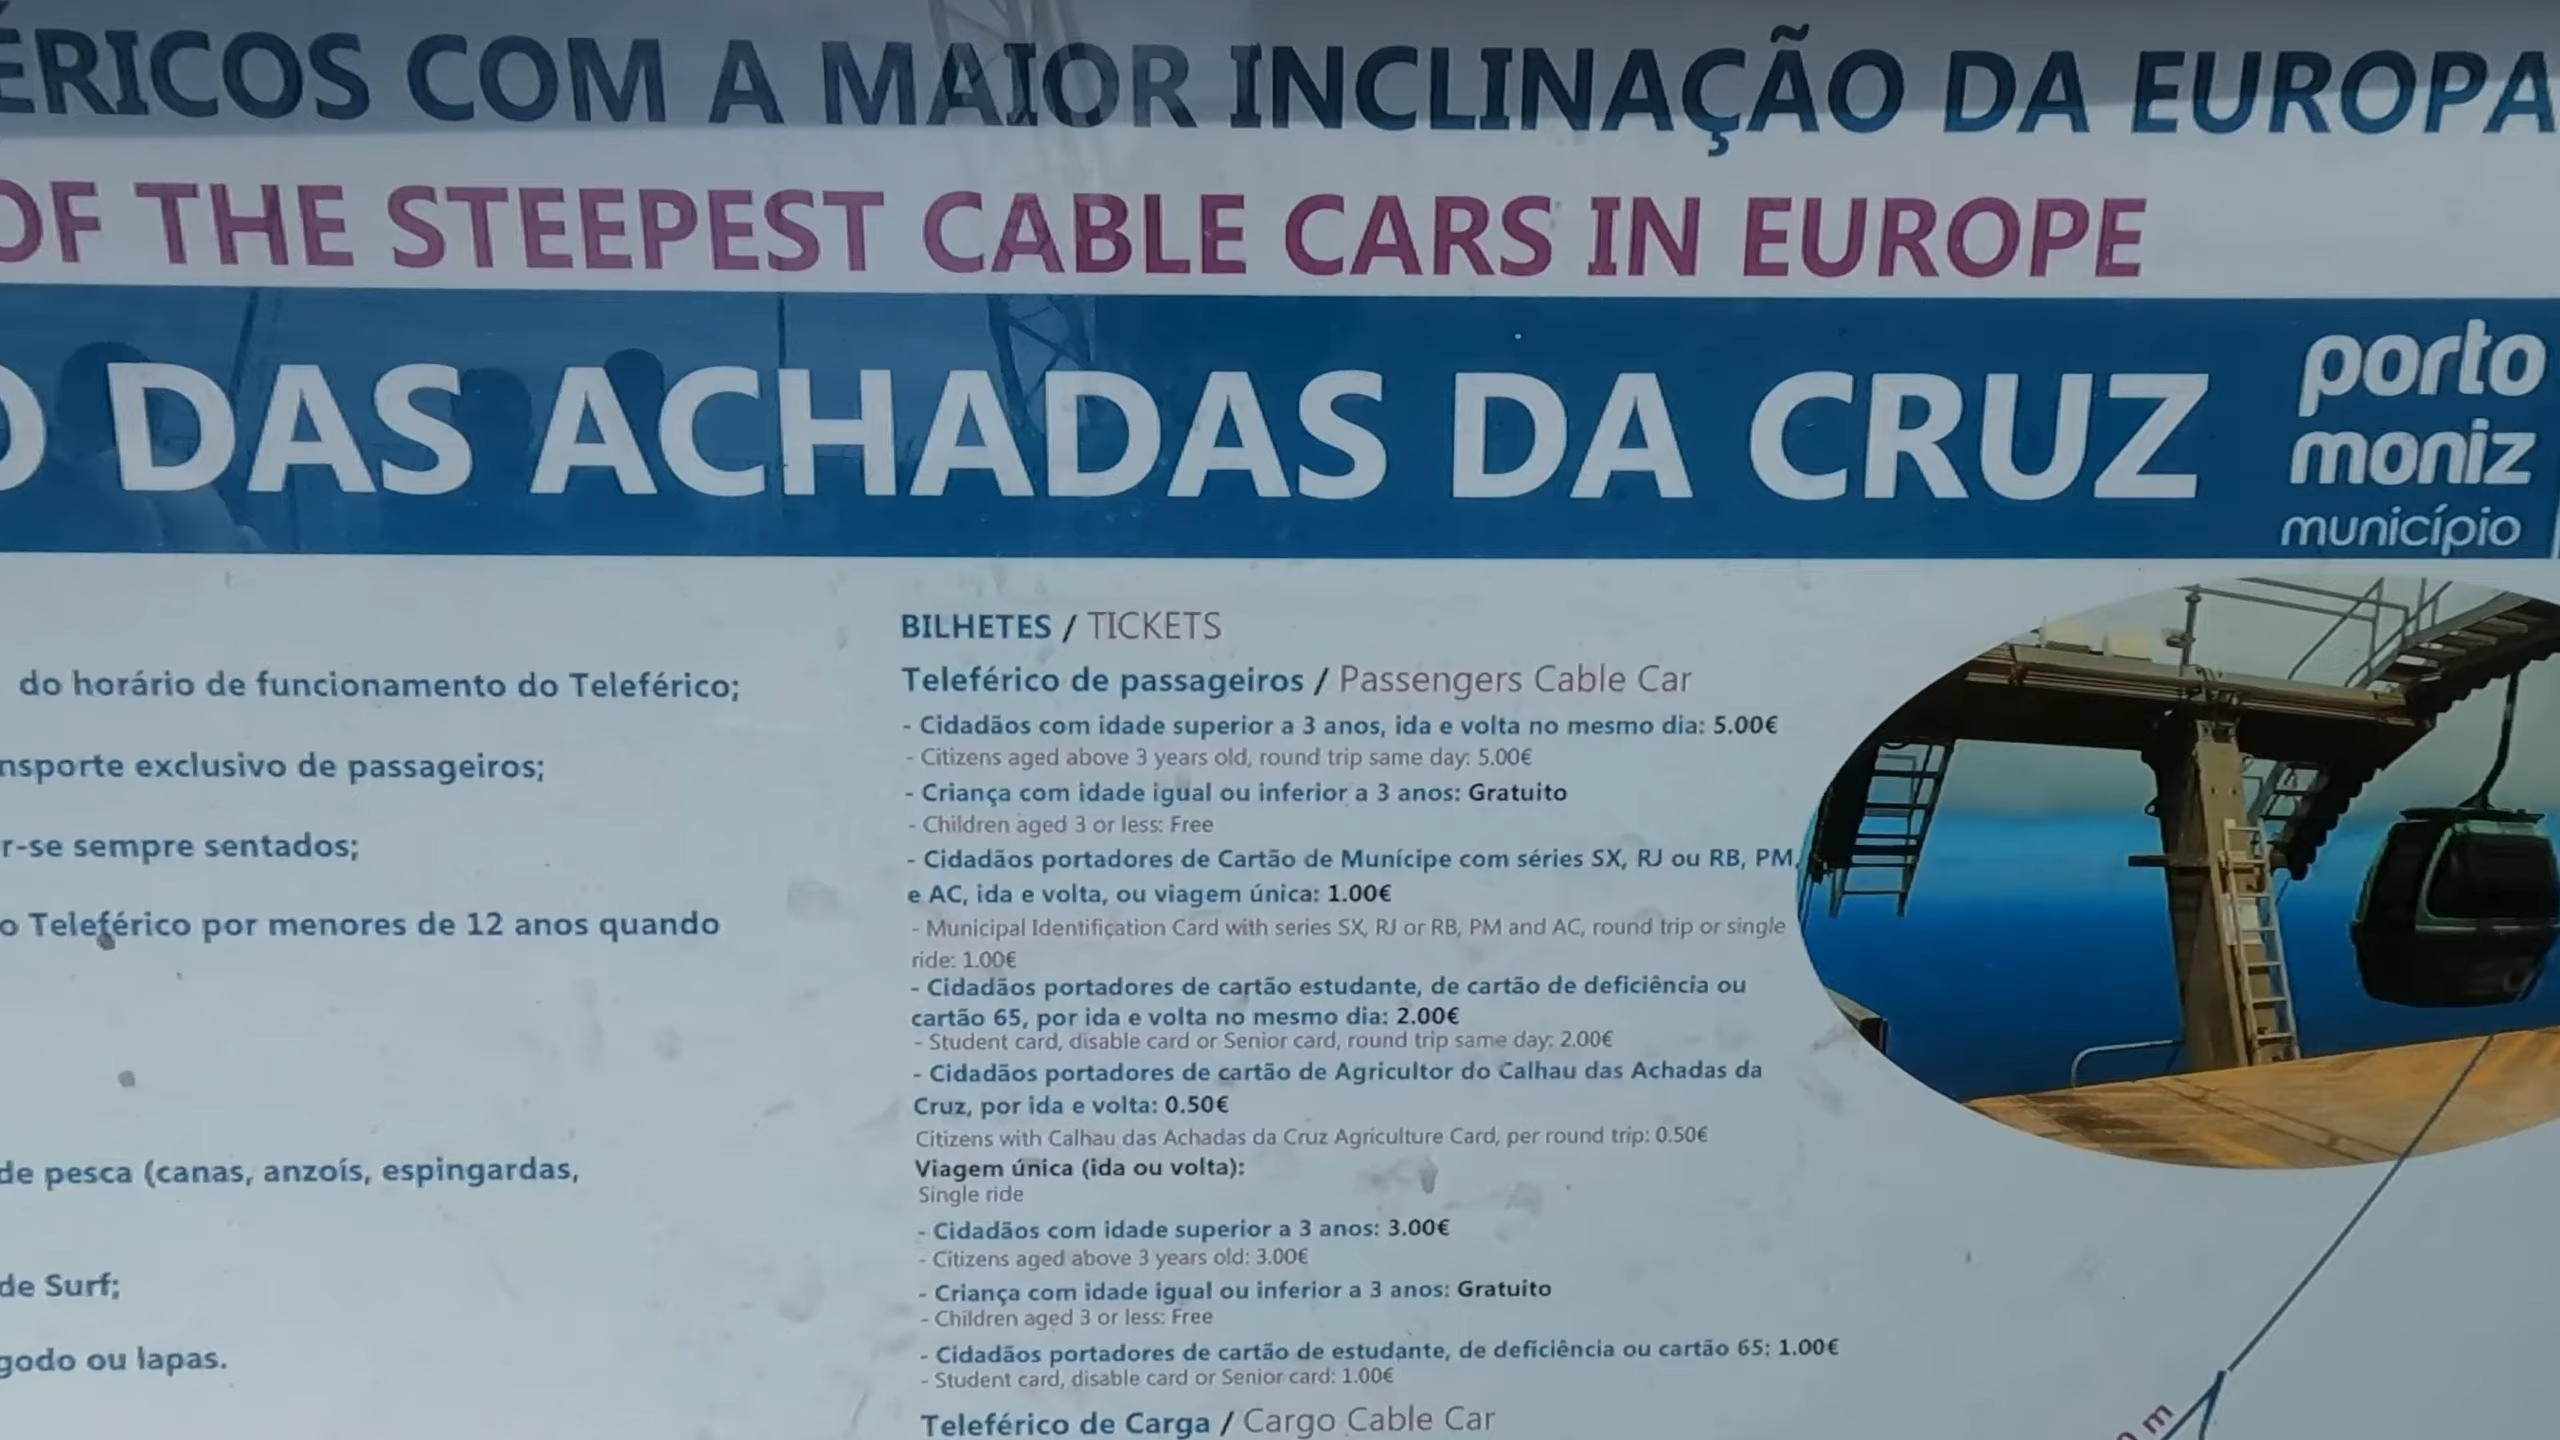 ÉRICOS COM A MAIOR INCLINAÇÃO DA EUROPA
OF THE STEEPEST CABLE CARS IN EUROPE
O DAS ACHADAS DA CRUZ
porto
moniz
município
do horário de funcionamento do Teleférico;
nsporte exclusivo de passageiros;
r-se sempre sentados;
o Teleférico por menores de 12 anos quando
de pesca (canas, anzoís, espingardas,
de Surf;
godo ou lapas.
BILHETES / TICKETS
Teleférico de passageiros / Passengers Cable Car
- Cidadãos com idade superior a 3 anos, ida e volta no mesmo dia: 5.00€
- Citizens aged above 3 years old, round trip same day: 5.00€
- Criança com idade igual ou inferior a 3 anos: Gratuito
- Children aged 3 or less: Free
- Cidadãos portadores de Cartão de Munícipe com séries SX, RJ ou RB, PM,
e AC, ida e volta, ou viagem única: 1.00€
- Municipal Identification Card with series SX, RJ or RB, PM and AC, round trip or single
ride: 1.00€
- Cidadãos portadores de cartão estudante, de cartão de deficiência ou
cartão 65, por ida e volta no mesmo dia: 2.00€
- Student card, disable card or Senior card, round trip same day: 2.00€
- Cidadãos portadores de cartão de Agricultor do Calhau das Achadas da
Cruz, por ida e volta: 0.50€
Citizens with Calhau das Achadas da Cruz Agriculture Card, per round trip: 0.50€
Viagem única (ida ou volta):
Single ride
- Cidadãos com idade superior a 3 anos: 3.00€
- Citizens aged above 3 years old: 3.00€
- Criança com idade igual ou inferior a 3 anos: Gratuito
- Children aged 3 or less: Free
- Cidadãos portadores de cartão de estudante, de deficiência ou cartão 65: 1.00€
- Student card, disable card or Senior card: 1.00€
Teleférico de Carga / Cargo Cable Car
m